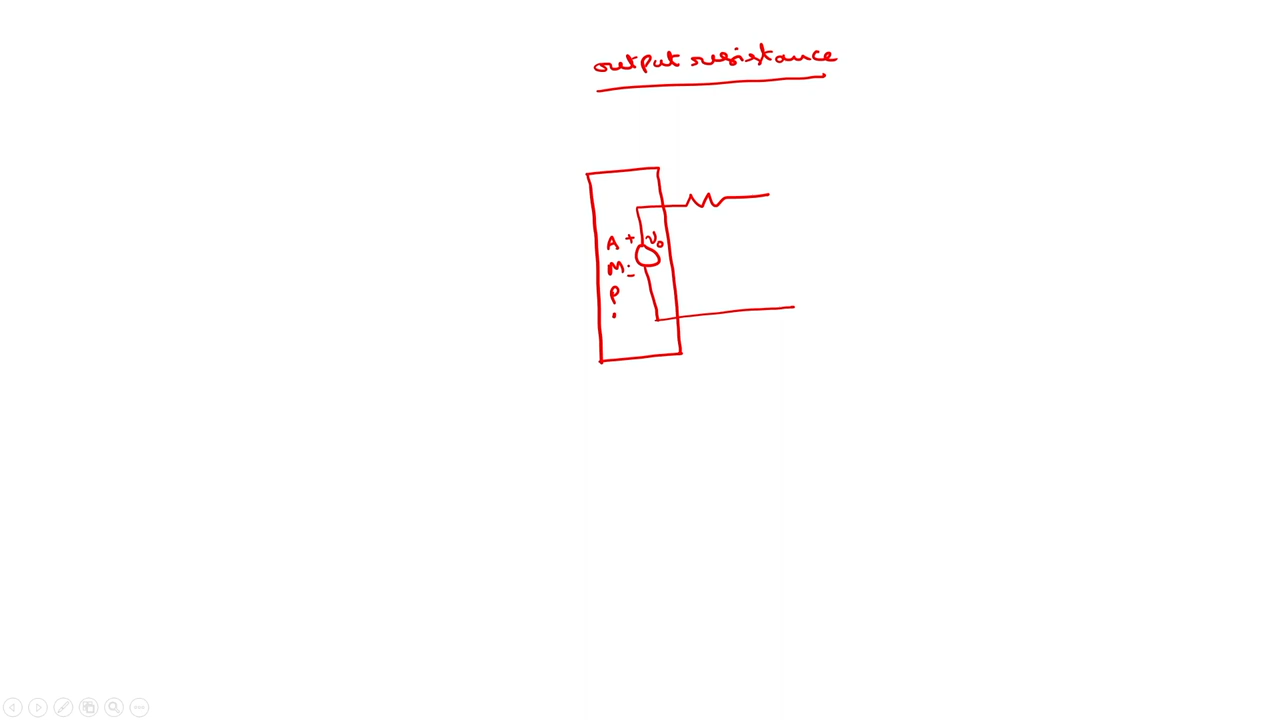 output resistance
A + v₀
M -
P
.